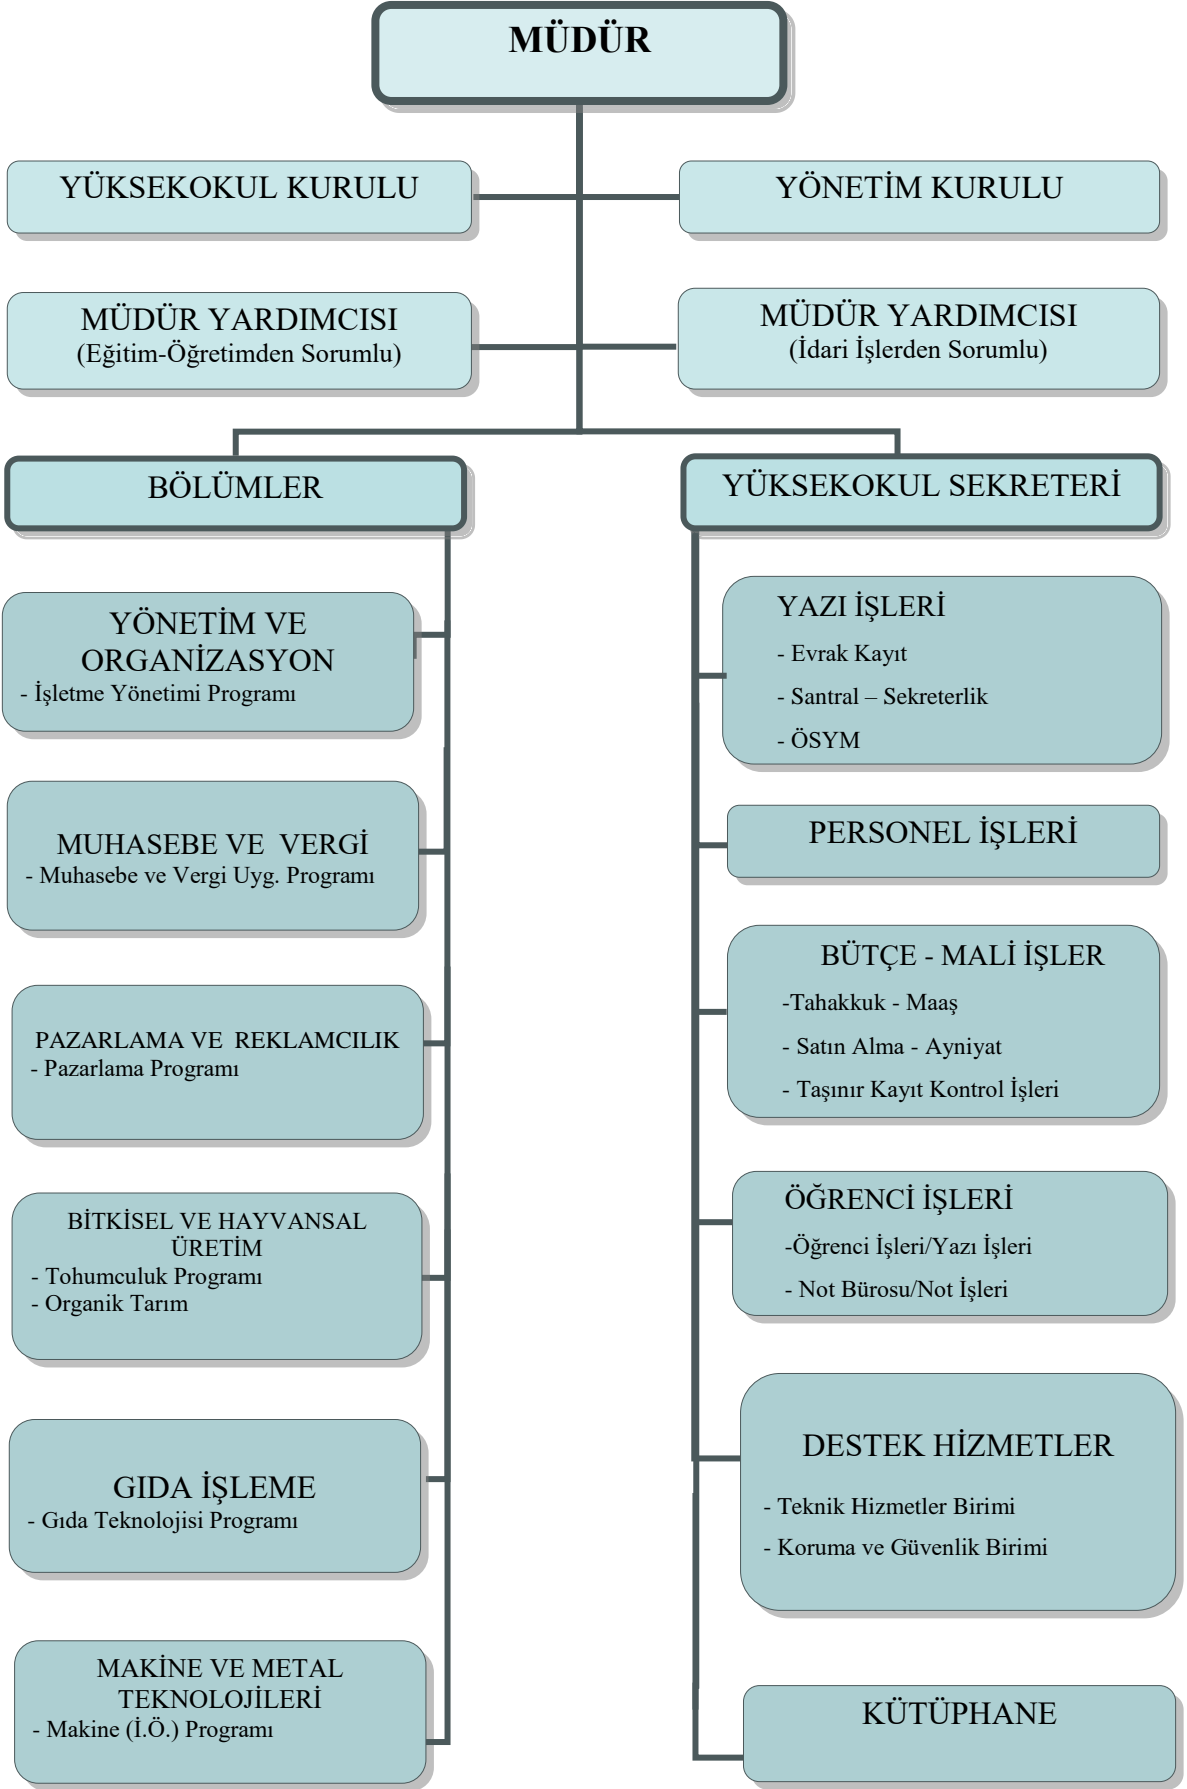 MÜDÜR
YÜKSEKOKUL KURULU
YÖNETİM KURULU
MÜDÜR YARDIMCISI
(Eğitim-Öğretimden Sorumlu)
MÜDÜR YARDIMCISI
(İdari İşlerden Sorumlu)
BÖLÜMLER
YÖNETİM VE
ORGANİZASYON
- İşletme Yönetimi Programı
MUHASEBE VE VERGİ
- Muhasebe ve Vergi Uyg. Programı
PAZARLAMA VE REKLAMCILIK
- Pazarlama Programı
BİTKİSEL VE HAYVANSAL
ÜRETİM
- Tohumculuk Programı
- Organik Tarım
GIDA İŞLEME
- Gıda Teknolojisi Programı
MAKİNE VE METAL
TEKNOLOJİLERİ
- Makine (İ.Ö.) Programı
YÜKSEKOKUL SEKRETERİ
YAZI İŞLERİ
- Evrak Kayıt
- Santral – Sekreterlik
- ÖSYM
PERSONEL İŞLERİ
BÜTÇE - MALİ İŞLER
-Tahakkuk - Maaş
- Satın Alma - Ayniyat
- Taşınır Kayıt Kontrol İşleri
ÖĞRENCİ İŞLERİ
-Öğrenci İşleri/Yazı İşleri
- Not Bürosu/Not İşleri
DESTEK HİZMETLER
- Teknik Hizmetler Birimi
- Koruma ve Güvenlik Birimi
KÜTÜPHANE